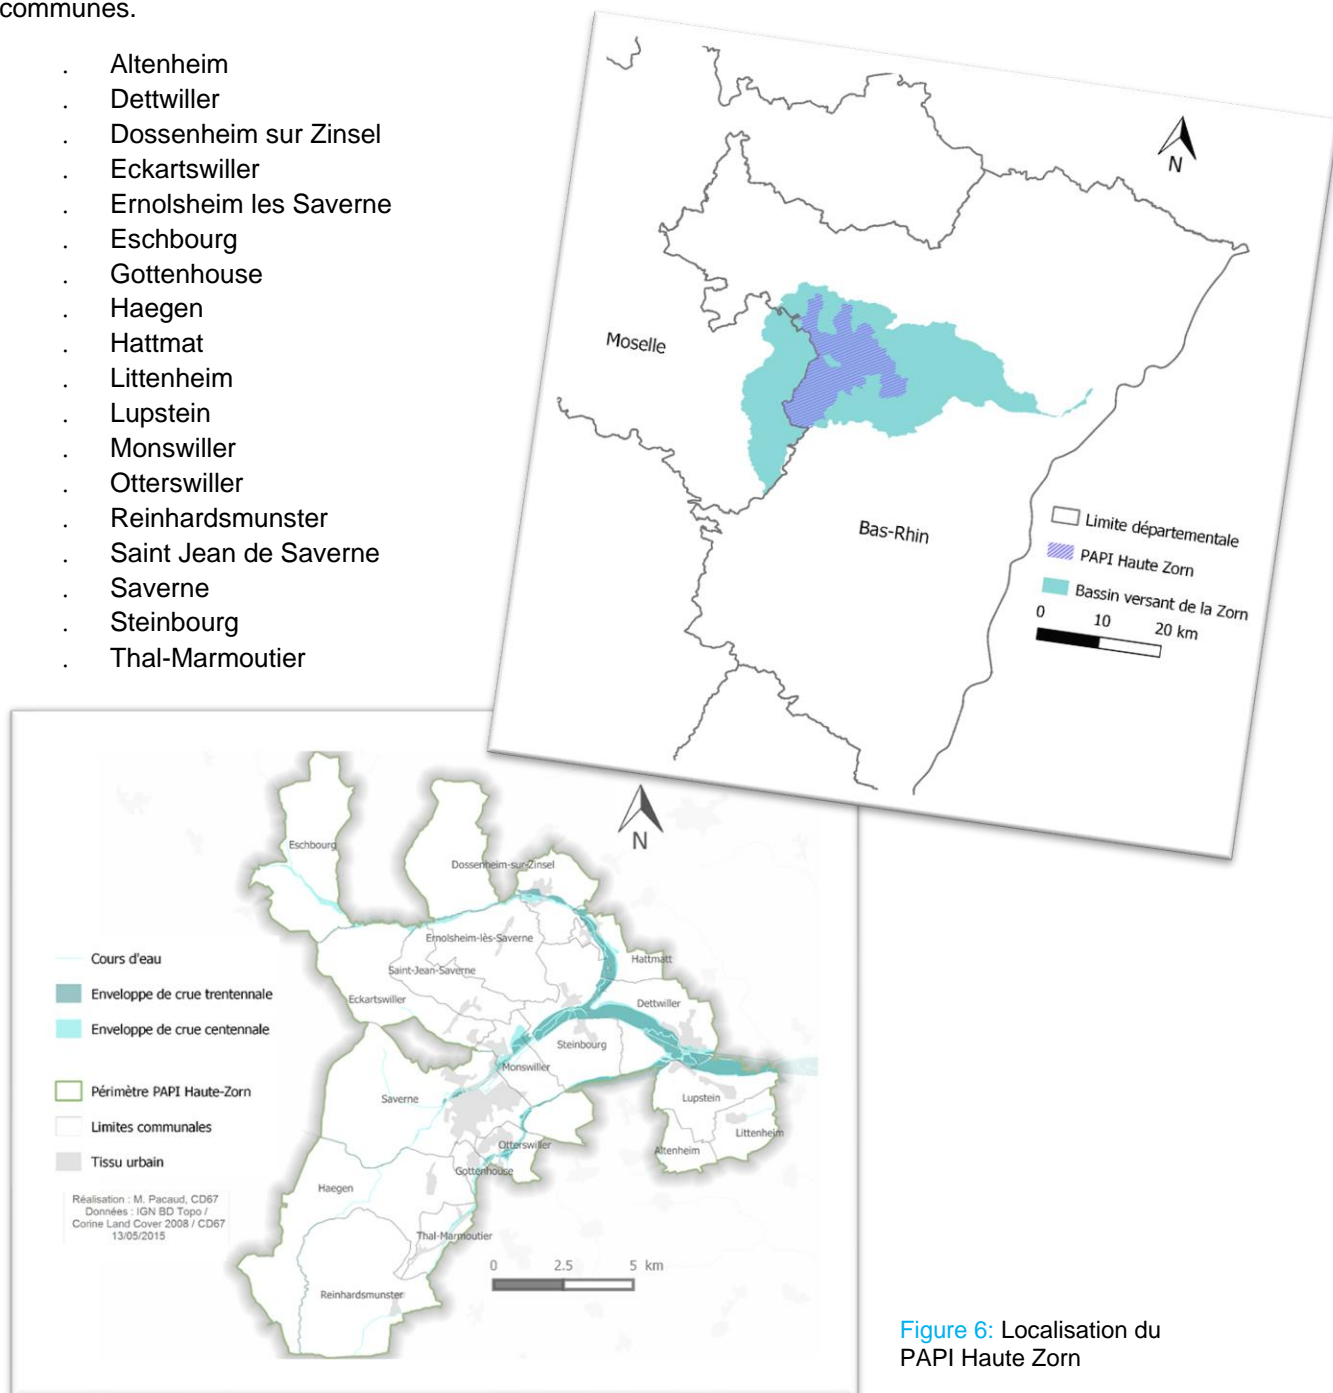 communes.
. Altenheim
. Dettwiller
. Dossenheim sur Zinsel
. Eckartswiller
. Ernolsheim les Saverne
. Eschbourg
. Gottenhouse
. Haegen
. Hattmat
. Littenheim
. Lupstein
. Monswiller
. Otterswiller
. Reinhardsmunster
. Saint Jean de Saverne
. Saverne
. Steinbourg
. Thal-Marmoutier
N
Moselle
Bas-Rhin
Limite départementale
PAPI Haute Zorn
Bassin versant de la Zorn
0 10 20 km
N
Eschbourg
Dossenheim-sur-Zinsel
Ernolsheim-lès-Saverne
Saint-Jean-Saverne
Hattmatt
Eckartswiller
Dettwiller
Steinbourg
Monswiller
Saverne
Lupstein
Littenheim
Altenheim
Otterswiller
Gottenhouse
Haegen
Thal-Marmoutier
Reinhardsmunster
Cours d'eau
Enveloppe de crue trentennale
Enveloppe de crue centennale
Périmètre PAPI Haute-Zorn
Limites communales
Tissu urbain
Réalisation : M. Pacaud, CD67
Données : IGN BD Topo /
Corine Land Cover 2008 / CD67
13/05/2015
0 2.5 5 km
Figure 6: Localisation du
PAPI Haute Zorn